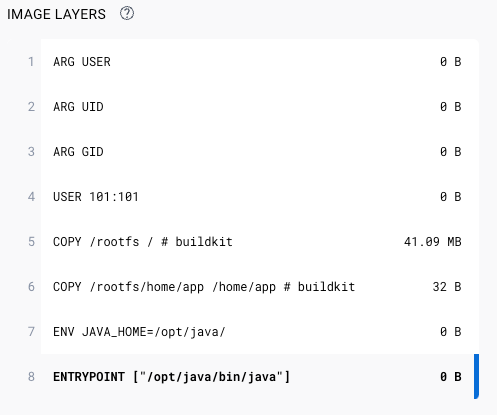 IMAGE LAYERS ?
1 ARG USER 0 B
2 ARG UID 0 B
3 ARG GID 0 B
4 USER 101:101 0 B
5 COPY /rootfs / # buildkit 41.09 MB
6 COPY /rootfs/home/app /home/app # buildkit 32 B
7 ENV JAVA_HOME=/opt/java/ 0 B
8 ENTRYPOINT ["/opt/java/bin/java"] 0 B